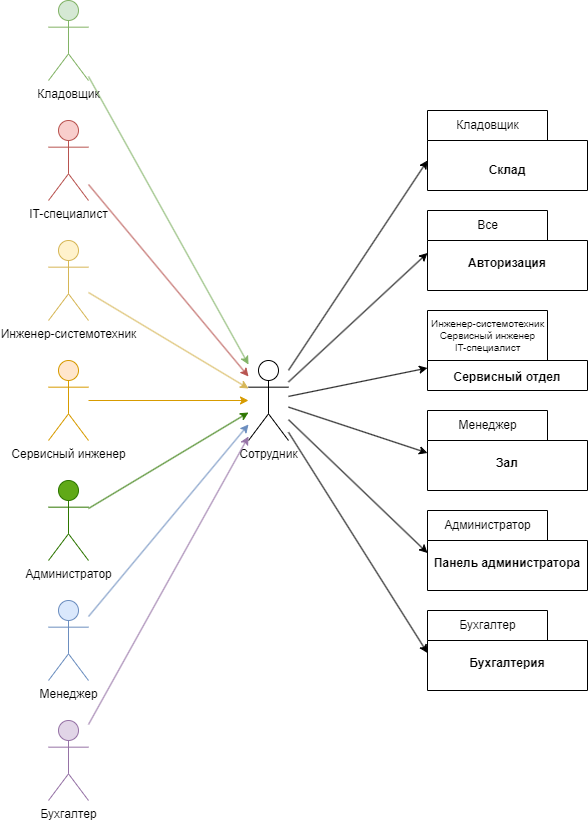 Кладовщик
IT-специалист
Инженер-системотехник
Сервисный инженер
Администратор
Менеджер
Бухгалтер
Сотрудник
Кладовщик
Склад
Все
Авторизация
Инженер-системотехник
Сервисный инженер
IT-специалист
Сервисный отдел
Менеджер
Зал
Администратор
Панель администратора
Бухгалтер
Бухгалтерия